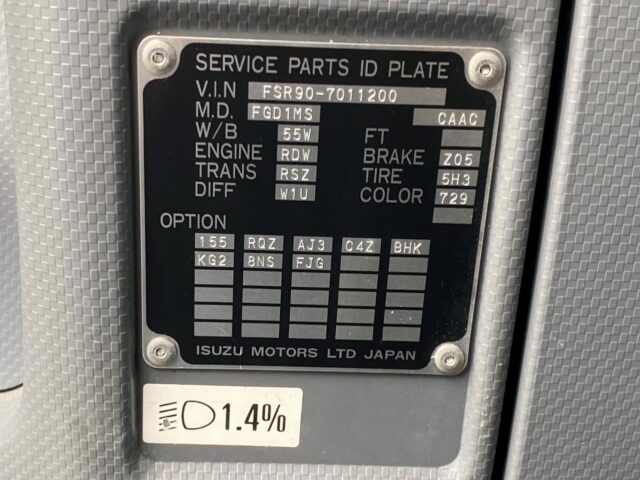 SERVICE PARTS ID PLATE
V.I.N FSR90-7011200
M.D. FGD1MS CAAC
W/B 55W FT
ENGINE RDW BRAKE Z05
TRANS RSZ TIRE 5H3
DIFF W1U COLOR 729
OPTION
155 RQZ AJ3 C4Z BHK
KG2 8NS FJG
ISUZU MOTORS LTD JAPAN
1.4%